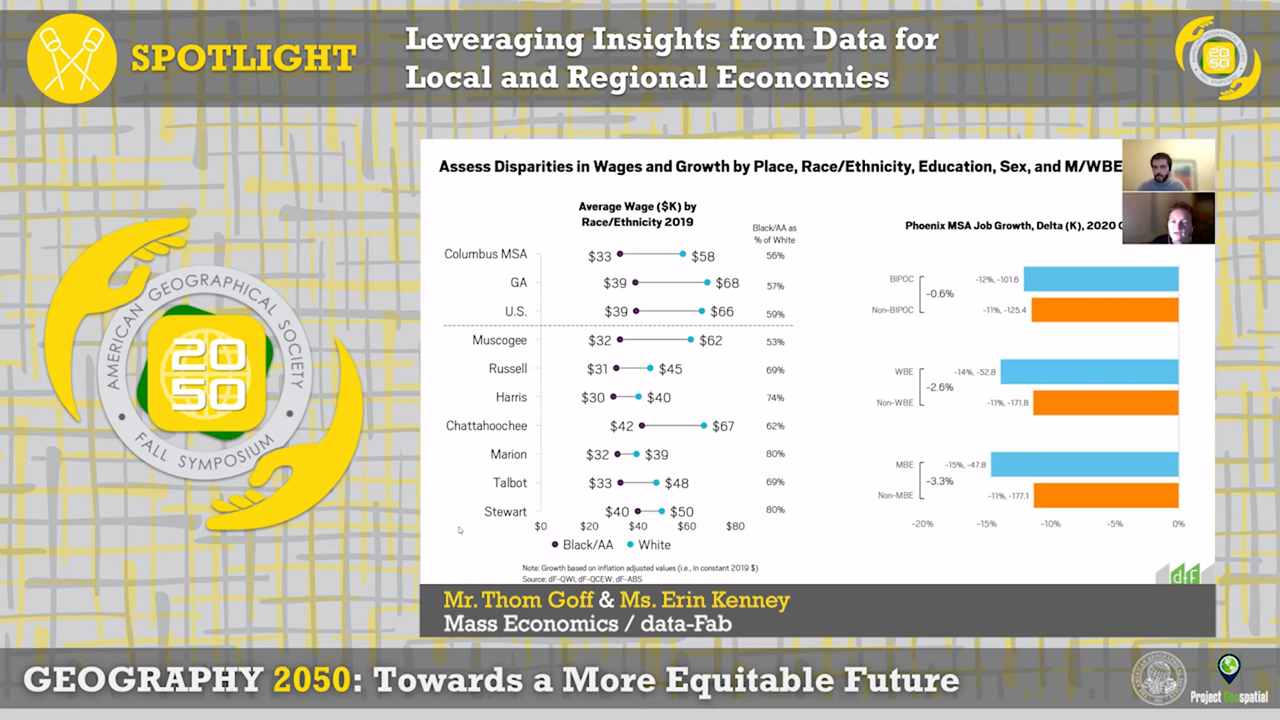 SPOTLIGHT
Leveraging Insights from Data for
Local and Regional Economies
20
50
AMERICAN GEOGRAPHICAL SOCIETY
20
50
FALL SYMPOSIUM
Assess Disparities in Wages and Growth by Place, Race/Ethnicity, Education, Sex, and M/WBE
Average Wage ($K) by
Race/Ethnicity 2019
Black/AA as
% of White
Columbus MSA $33 $58 56%
GA $39 $68 57%
U.S. $39 $66 59%
Muscogee $32 $62 53%
Russell $31 $45 69%
Harris $30 $40 74%
Chattahoochee $42 $67 62%
Marion $32 $39 80%
Talbot $33 $48 69%
Stewart $40 $50 80%
$0 $20 $40 $60 $80
Black/AA White
Note: Growth based on inflation adjusted values (i.e., in constant 2019 $)
Source: dF-QWI, dF-QCEW; dF-ABS
Phoenix MSA Job Growth, Delta (K), 2020
BIPOC -12%, -101.6
-0.6%
Non-BIPOC -11%, -125.4
WBE -14%, -52.8
-2.6%
Non-WBE -11%, -171.8
MBE -15%, -47.8
-3.3%
Non-MBE -11%, -177.1
-20% -15% -10% -5% 0%
dF
Mr. Thom Goff & Ms. Erin Kenney
Mass Economics / data-Fab
GEOGRAPHY 2050: Towards a More Equitable Future
Project Geospatial